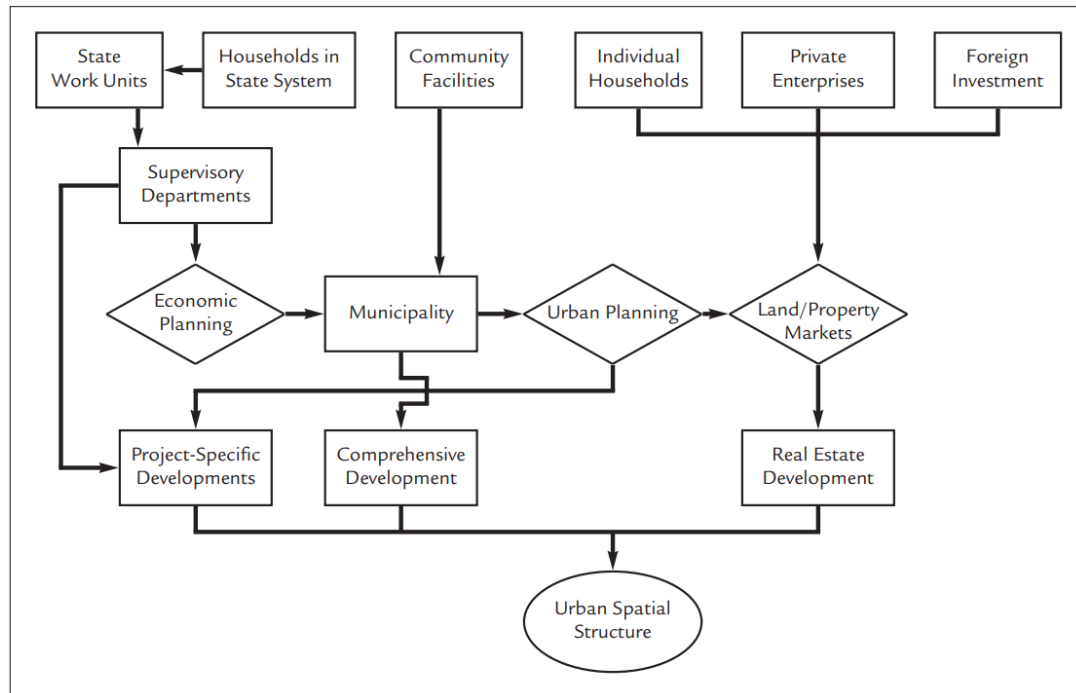 State
Work Units
Households in
State System
Community
Facilities
Individual
Households
Private
Enterprises
Foreign
Investment
Supervisory
Departments
Economic
Planning
Municipality
Urban Planning
Land/Property
Markets
Project-Specific
Developments
Comprehensive
Development
Real Estate
Development
Urban Spatial
Structure